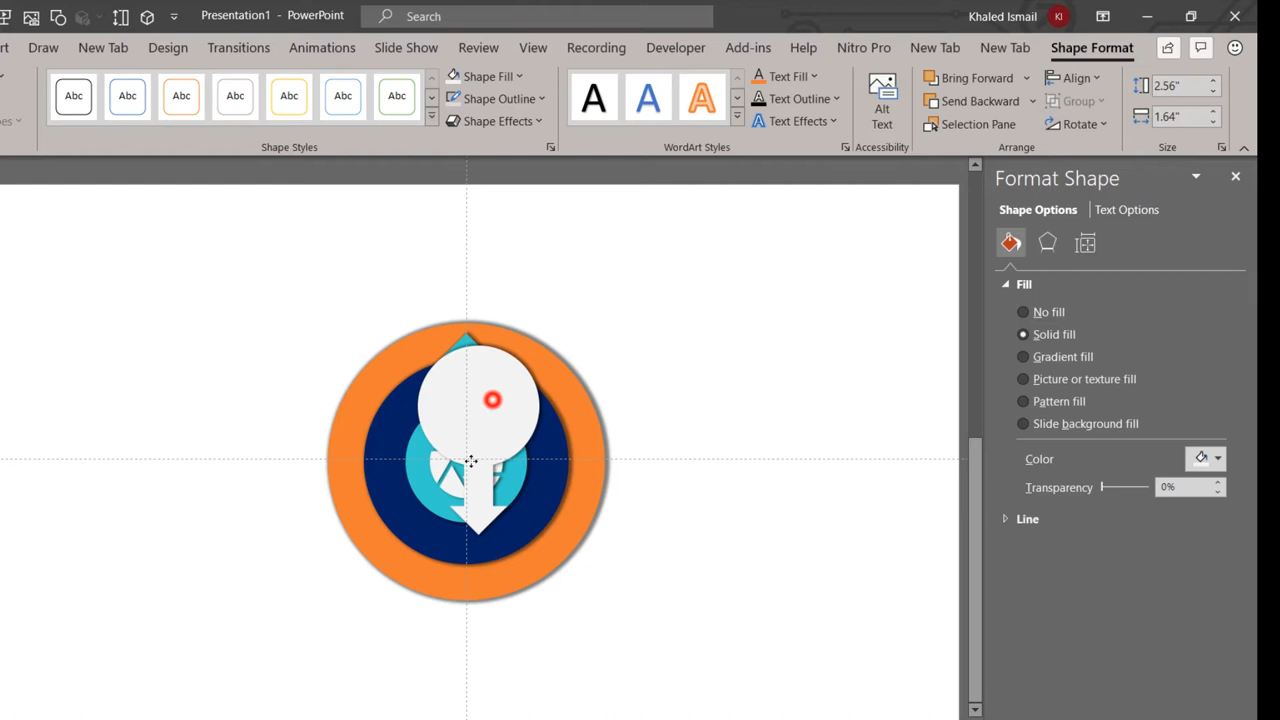 Presentation1 - PowerPoint
Search
Khaled Ismail
KI
Draw New Tab Design Transitions Animations Slide Show Review View Recording Developer Add-ins Help Nitro Pro New Tab New Tab Shape Format
Abc Abc Abc Abc Abc Abc Abc
Shape Fill
Shape Outline
Shape Effects
Shape Styles
A A A
Text Fill
Text Outline
Text Effects
WordArt Styles
Alt
Text
Accessibility
Bring Forward
Send Backward
Selection Pane
Align
Group
Rotate
Arrange
2.56"
1.64"
Size
Format Shape
Shape Options Text Options
Fill
No fill
Solid fill
Gradient fill
Picture or texture fill
Pattern fill
Slide background fill
Color
Transparency 0%
Line